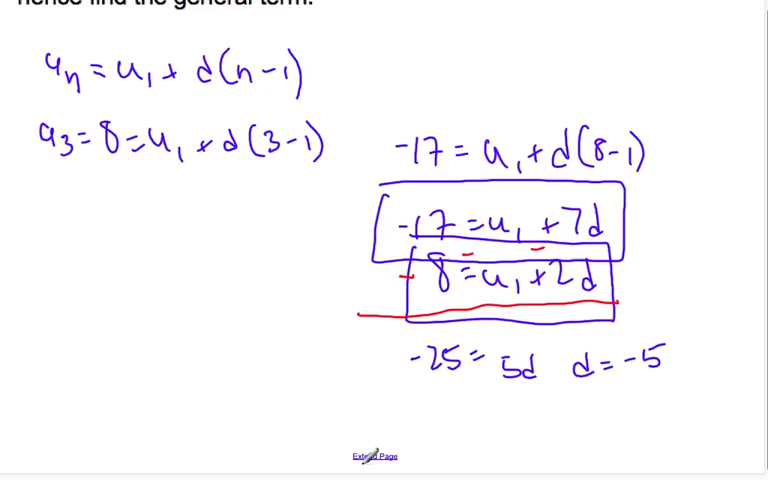 hence find the general term.
u_n = u_1 + d(n-1)
u_3 = 8 = u_1 + d(3-1)
-17 = u_1 + d(8-1)
-17 = u_1 + 7d
- 8 = u_1 + 2d
-25 = 5d d = -5
Extend Page